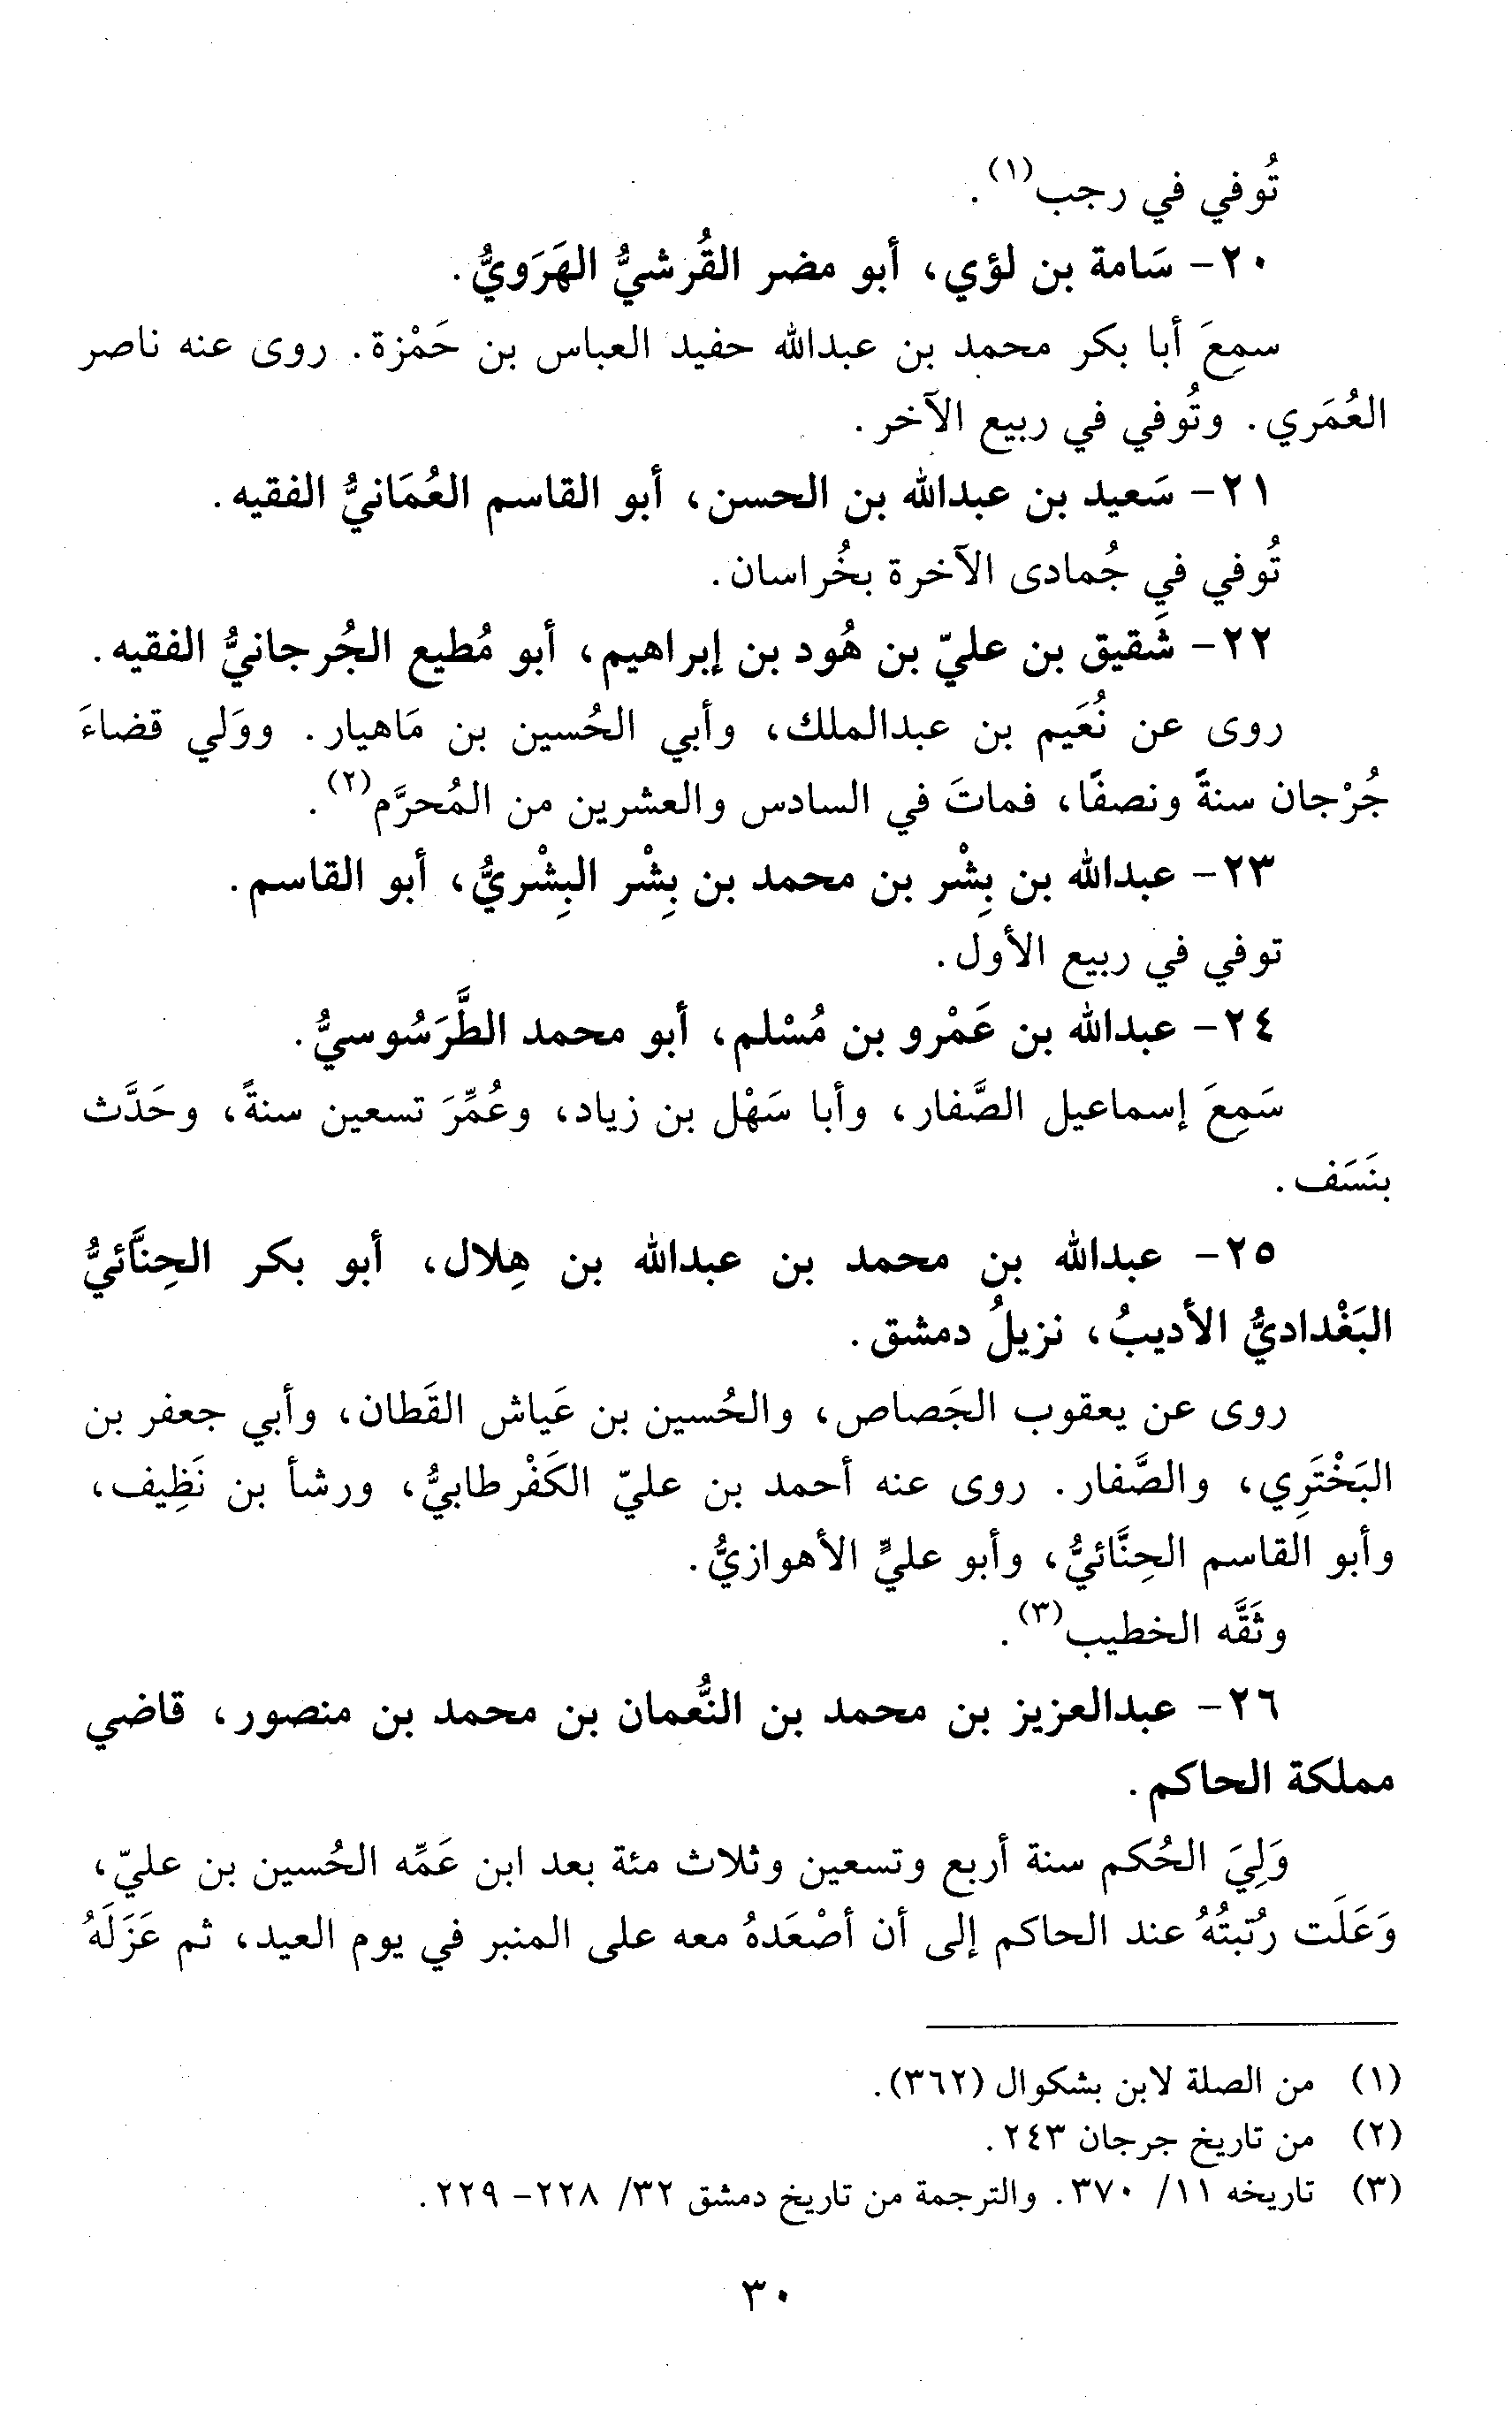 تُوفي في رجب(١).
٢٠- سَامة بن لؤي، أبو مضر القُرشيُّ الهَرَويُّ.
سمِعَ أبا بكر محمد بن عبدالله حفيد العباس بن حَمْزة. روى عنه ناصر
العُمَري. وتُوفي في ربيع الآخر.
٢١- سَعيد بن عبدالله بن الحسن، أبو القاسم العُمَانيُّ الفقيه.
تُوفي في جُمادى الآخرة بخُراسان.
٢٢- شَقيق بن عليّ بن هُود بن إبراهيم، أبو مُطيع الجُرجانيُّ الفقيه.
روى عن نُعَيم بن عبدالملك، وأبي الحُسين بن مَاهيار. ووَلي قضاءَ
جُرْجان سنةً ونصفًا، فماتَ في السادس والعشرين من المُحرَّم(٢).
٢٣- عبدالله بن بِشْر بن محمد بن بِشْر البِشْريُّ، أبو القاسم.
توفي في ربيع الأول.
٢٤- عبدالله بن عَمْرو بن مُسْلم، أبو محمد الطَّرَسُوسيُّ.
سَمِعَ إسماعيل الصَّفار، وأبا سَهْل بن زياد، وعُمِّرَ تسعين سنةً، وحَدَّث
بنَسَف.
٢٥- عبدالله بن محمد بن عبدالله بن هِلال، أبو بكر الحِنَّائيُّ
البَغْداديُّ الأديبُ، نزيلُ دمشق.
روى عن يعقوب الجَصاص، والحُسين بن عَياش القَطان، وأبي جعفر بن
البَخْتَرِي، والصَّفار. روى عنه أحمد بن عليّ الكَفْرطابيُّ، ورشأ بن نَظِيف،
وأبو القاسم الحِنَّائيُّ، وأبو عليٍّ الأهوازيُّ.
وثَقَّه الخطيب(٣).
٢٦- عبدالعزيز بن محمد بن النُّعمان بن محمد بن منصور، قاضي
مملكة الحاكم.
وَلِيَ الحُكم سنة أربع وتسعين وثلاث مئة بعد ابن عَمِّه الحُسين بن عليّ،
وَعَلَت رُتبتُهُ عند الحاكم إلى أن أصْعَدهُ معه على المنبر في يوم العيد، ثم عَزَلَهُ
(١) من الصلة لابن بشكوال (٣٦٢).
(٢) من تاريخ جرجان ٢٤٣.
(٣) تاريخه ١١/ ٣٧٠. والترجمة من تاريخ دمشق ٣٢/ ٢٢٨- ٢٢٩.
٣٠